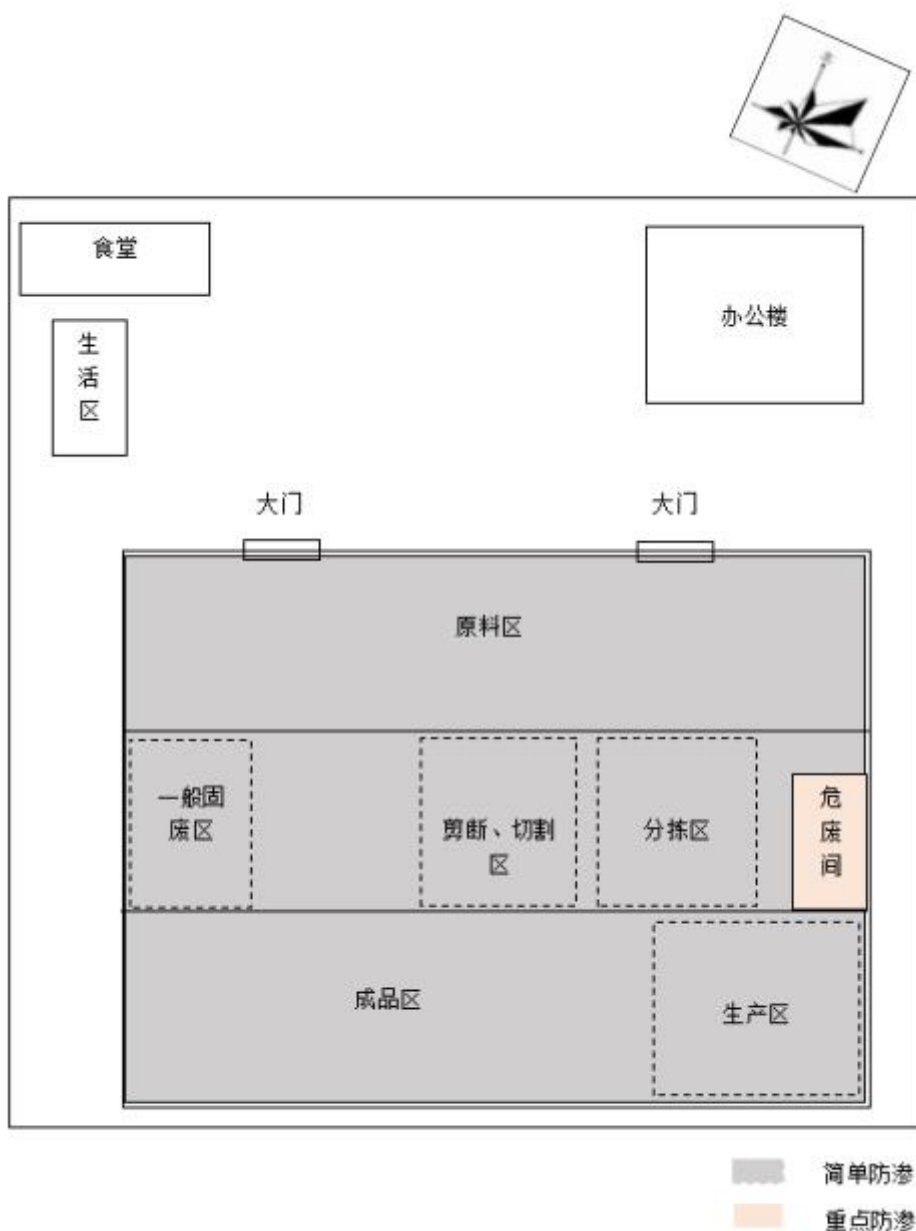 食堂
办公楼
生
活
区
大门
大门
原料区
一般固
废区
剪断、切割
区
分拣区
危
废
间
成品区
生产区
简单防渗
重点防渗